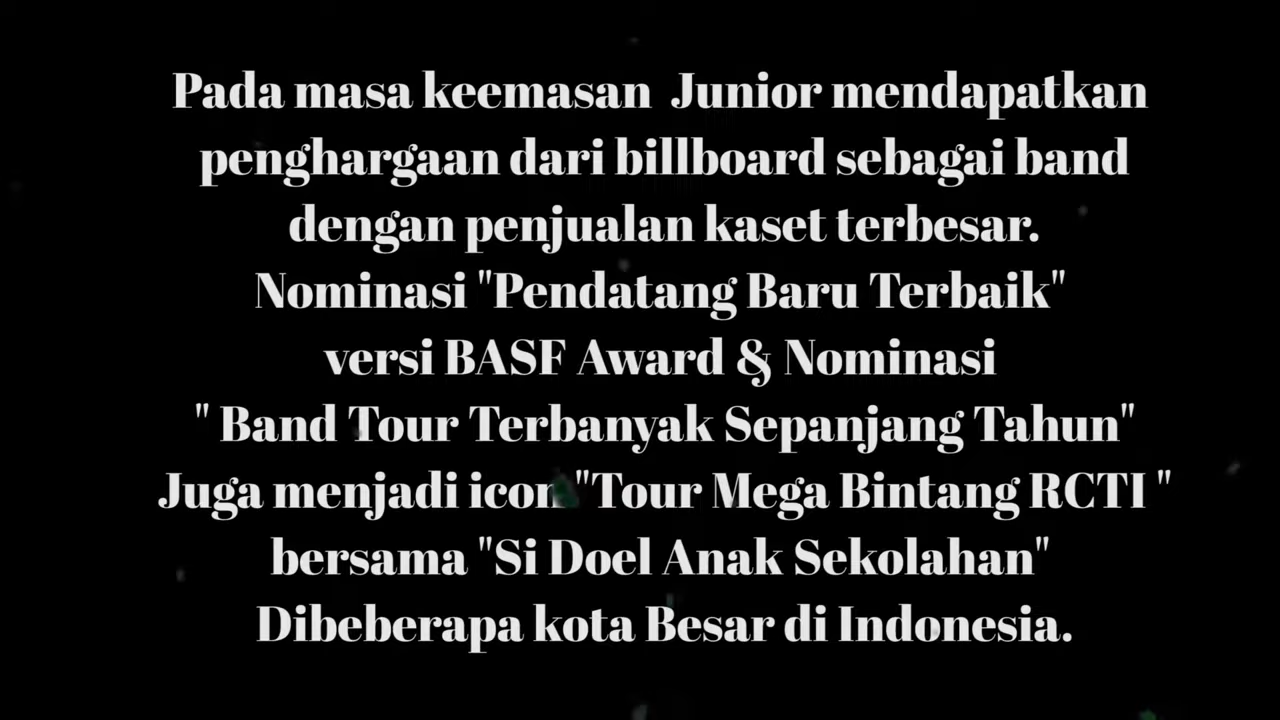 Pada masa keemasan Junior mendapatkan
penghargaan dari billboard sebagai band
dengan penjualan kaset terbesar.
Nominasi "Pendatang Baru Terbaik"
versi BASF Award & Nominasi
" Band Tour Terbanyak Sepanjang Tahun"
Juga menjadi icon "Tour Mega Bintang RCTI "
bersama "Si Doel Anak Sekolahan"
Dibeberapa kota Besar di Indonesia.